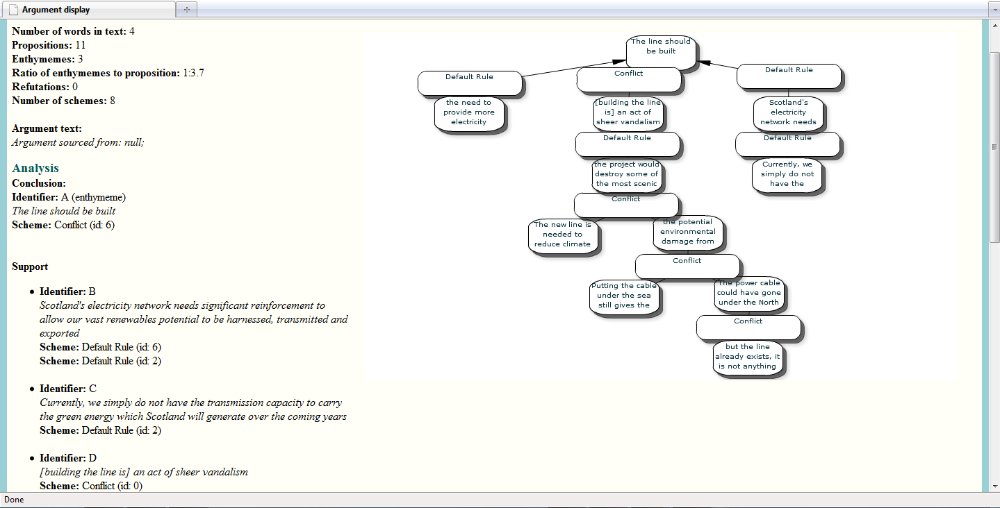 Argument display
Number of words in text: 4
Propositions: 11
Enthymemes: 3
Ratio of enthymemes to proposition: 1:3.7
Refutations: 0
Number of schemes: 8
Argument text:
Argument sourced from: null;
Analysis
Conclusion:
Identifier: A (enthymeme)
The line should be built
Scheme: Conflict (id: 6)
Support
Identifier: B
Scotland's electricity network needs significant reinforcement to
allow our vast renewables potential to be harnessed, transmitted and
exported
Scheme: Default Rule (id: 6)
Scheme: Default Rule (id: 2)
Identifier: C
Currently, we simply do not have the transmission capacity to carry
the green energy which Scotland will generate over the coming years
Scheme: Default Rule (id: 2)
Identifier: D
[building the line is] an act of sheer vandalism
Scheme: Conflict (id: 0)
The line should
be built
Default Rule
Conflict
Default Rule
the need to
provide more
electricity
[building the line
is] an act of
sheer vandalism
Scotland's
electricity
network needs
Default Rule
Default Rule
the project would
destroy some of
the most scenic
Currently, we
simply do not
have the
Conflict
The new line is
needed to
reduce climate
the potential
environmental
damage from
Conflict
Putting the cable
under the sea
still gives the
The power cable
could have gone
under the North
Conflict
but the line
already exists, it
is not anything
Done